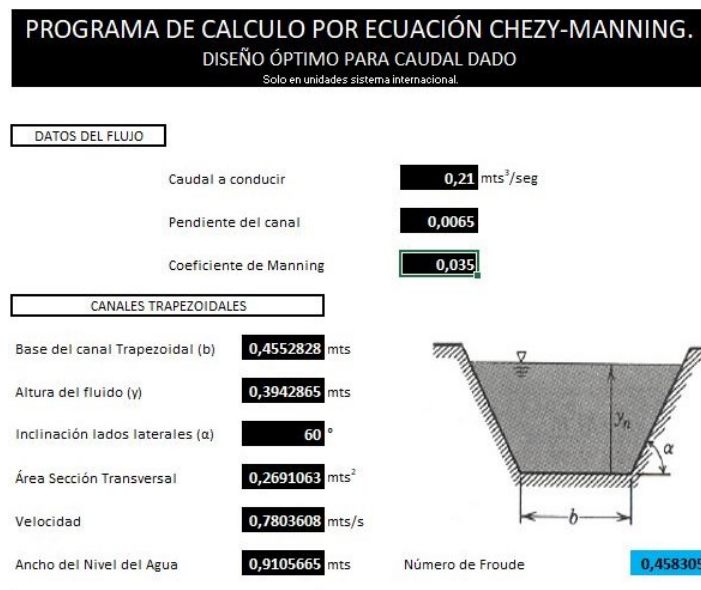 PROGRAMA DE CALCULO POR ECUACIÓN CHEZY-MANNING.
DISEÑO ÓPTIMO PARA CAUDAL DADO
Solo en unidades sistema internacional.
DATOS DEL FLUJO
Caudal a conducir 0,21 mts³/seg
Pendiente del canal 0,0065
Coeficiente de Manning 0,035
CANALES TRAPEZOIDALES
Base del canal Trapezoidal (b) 0,4552828 mts
Altura del fluido (y) 0,3942865 mts
Inclinación lados laterales (α) 60 °
Área Sección Transversal 0,2691063 mts²
Velocidad 0,7803608 mts/s
Ancho del Nivel del Agua 0,9105665 mts Número de Froude 0,458305
yₙ
α
b